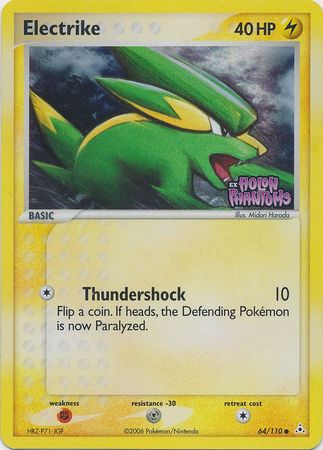 Electrike
40 HP
EX HOLON PHANTOMS
Illus. Midori Harada
BASIC
Thundershock 10
Flip a coin. If heads, the Defending Pokémon
is now Paralyzed.
weakness resistance -30 retreat cost
HRZ-P71 JGF ©2006 Pokémon/Nintendo 64/110